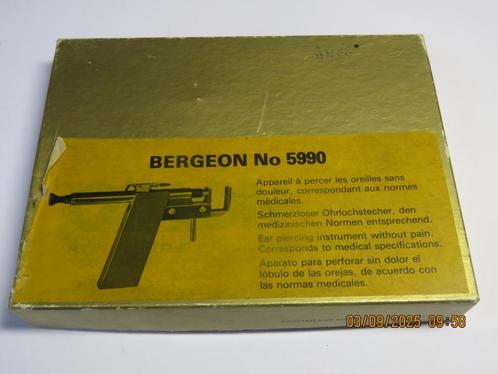 BERGEON No 5990
Appareil à percer les oreilles sans
douleur, correspondant aux normes
mèdicales.
Schmerzloser Ohrlochstecher, den
medizinischen Normen entsprechend.
Ear piercing instrument without pain.
Corresponds to medical specifications.
Aparato para perforar sin dolor el
lóbulo de las orejas, de acuerdo con
las normas medicales.
03/09/2025 09:58